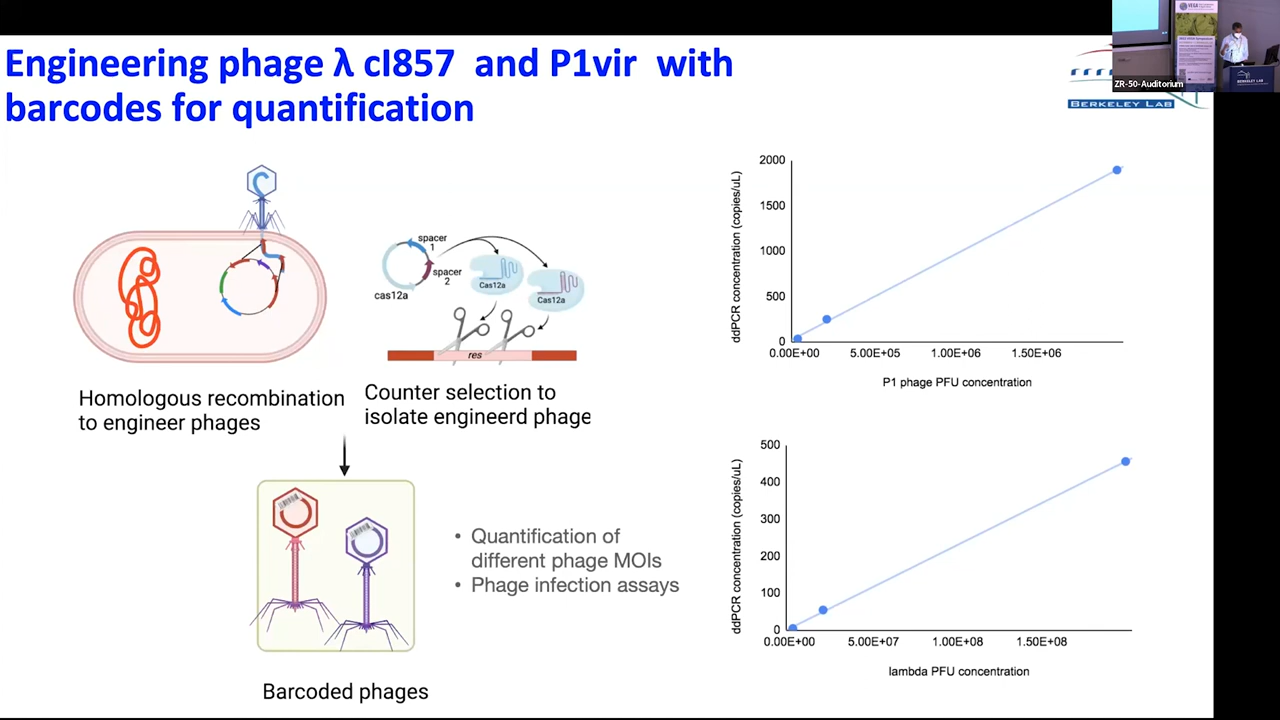 Engineering phage λ cI857 and P1vir with
barcodes for quantification
BERKELEY LAB
ZR-50-Auditorium
VEGA
BERKELEY LAB
spacer
1
spacer
2
cas12a
Cas12a
Cas12a
res
Homologous recombination
to engineer phages
Counter selection to
isolate engineerd phage
Barcoded phages
• Quantification of
different phage MOIs
• Phage infection assays
ddPCR concentration (copies/uL)
2000
1500
1000
500
0
0.00E+00 5.00E+05 1.00E+06 1.50E+06
P1 phage PFU concentration
ddPCR concentration (copies/uL)
500
400
300
200
100
0
0.00E+00 5.00E+07 1.00E+08 1.50E+08
lambda PFU concentration